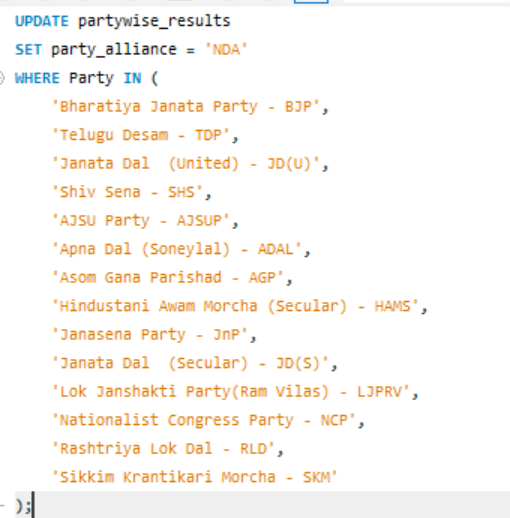 UPDATE partywise_results
SET party_alliance = 'NDA'
WHERE Party IN (
    'Bharatiya Janata Party - BJP',
    'Telugu Desam - TDP',
    'Janata Dal  (United) - JD(U)',
    'Shiv Sena - SHS',
    'AJSU Party - AJSUP',
    'Apna Dal (Soneylal) - ADAL',
    'Asom Gana Parishad - AGP',
    'Hindustani Awam Morcha (Secular) - HAMS',
    'Janasena Party - JnP',
    'Janata Dal  (Secular) - JD(S)',
    'Lok Janshakti Party(Ram Vilas) - LJPRV',
    'Nationalist Congress Party - NCP',
    'Rashtriya Lok Dal - RLD',
    'Sikkim Krantikari Morcha - SKM'
);